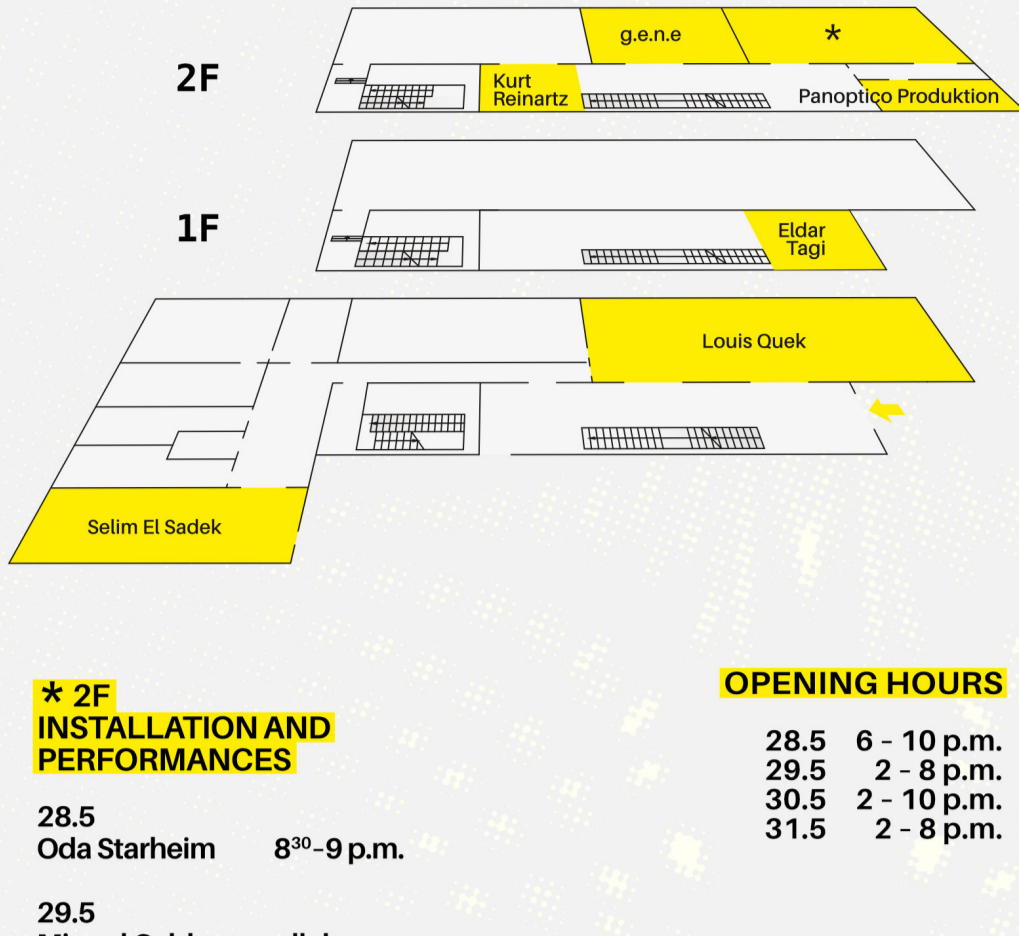 2F
g.e.n.e
*
Kurt
Reinartz
Panoptico Produktion
1F
Eldar
Tagi
Louis Quek
Selim El Sadek
* 2F
INSTALLATION AND
PERFORMANCES
28.5
Oda Starheim 8³⁰-9 p.m.
29.5
OPENING HOURS
28.5 6 - 10 p.m.
29.5 2 - 8 p.m.
30.5 2 - 10 p.m.
31.5 2 - 8 p.m.